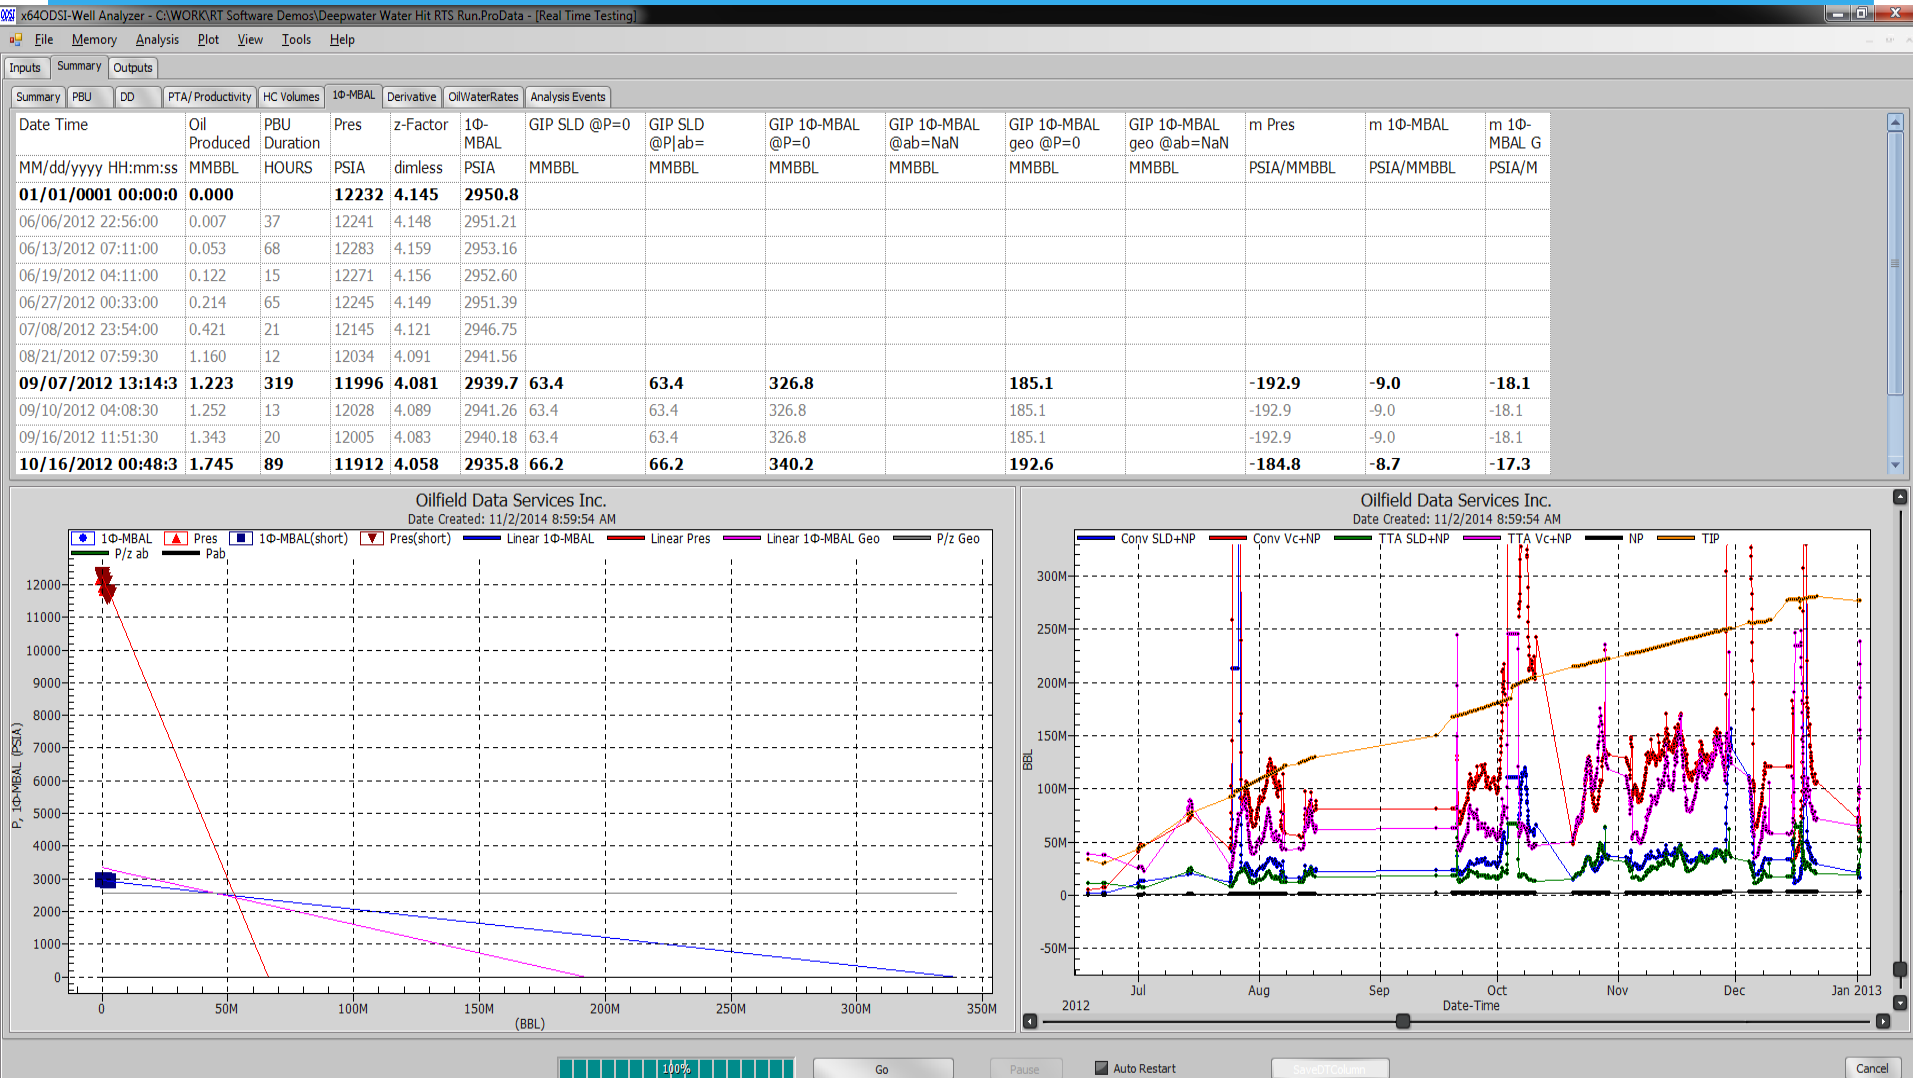 x64ODSI-Well Analyzer - C:\WORK\RT Software Demos\Deepwater Water Hit RTS Run.ProData - [Real Time Testing]
File Memory Analysis Plot View Tools Help
Inputs Summary Outputs
Summary PBU DD PTA/Productivity HC Volumes 1Φ-MBAL Derivative OilWaterRates Analysis Events
Date Time Oil Produced PBU Duration Pres z-Factor 1Φ-MBAL GIP SLD @P=0 GIP SLD @P|ab= GIP 1Φ-MBAL @P=0 GIP 1Φ-MBAL @ab=NaN GIP 1Φ-MBAL geo @P=0 GIP 1Φ-MBAL geo @ab=NaN m Pres m 1Φ-MBAL m 1Φ-MBAL G
MM/dd/yyyy HH:mm:ss MMBBL HOURS PSIA dimless PSIA MMBBL MMBBL MMBBL MMBBL MMBBL MMBBL PSIA/MMBBL PSIA/MMBBL PSIA/M
01/01/0001 00:00:0 0.000 12232 4.145 2950.8
06/06/2012 22:56:00 0.007 37 12241 4.148 2951.21
06/13/2012 07:11:00 0.053 68 12283 4.159 2953.16
06/19/2012 04:11:00 0.122 15 12271 4.156 2952.60
06/27/2012 00:33:00 0.214 65 12245 4.149 2951.39
07/08/2012 23:54:00 0.421 21 12145 4.121 2946.75
08/21/2012 07:59:30 1.160 12 12034 4.091 2941.56
09/07/2012 13:14:3 1.223 319 11996 4.081 2939.7 63.4 63.4 326.8 185.1 -192.9 -9.0 -18.1
09/10/2012 04:08:30 1.252 13 12028 4.089 2941.26 63.4 63.4 326.8 185.1 -192.9 -9.0 -18.1
09/16/2012 11:51:30 1.343 20 12005 4.083 2940.18 63.4 63.4 326.8 185.1 -192.9 -9.0 -18.1
10/16/2012 00:48:3 1.745 89 11912 4.058 2935.8 66.2 66.2 340.2 192.6 -184.8 -8.7 -17.3
Oilfield Data Services Inc.
Date Created: 11/2/2014 8:59:54 AM
1Φ-MBAL Pres 1Φ-MBAL(short) Pres(short) Linear 1Φ-MBAL Linear Pres Linear 1Φ-MBAL Geo P/z Geo
P/z ab Pab
P, 1Φ-MBAL (PSIA)
12000
11000
10000
9000
8000
7000
6000
5000
4000
3000
2000
1000
0
0 50M 100M 150M 200M 250M 300M 350M
(BBL)
Oilfield Data Services Inc.
Date Created: 11/2/2014 8:59:54 AM
Conv SLD+NP Conv Vc+NP TTA SLD+NP TTA Vc+NP NP TIP
BBL
300M
250M
200M
150M
100M
50M
0
-50M
Jul Aug Sep Oct Nov Dec Jan 2013
2012 Date-Time
100% Go Pause Auto Restart SaveDTColumn Cancel